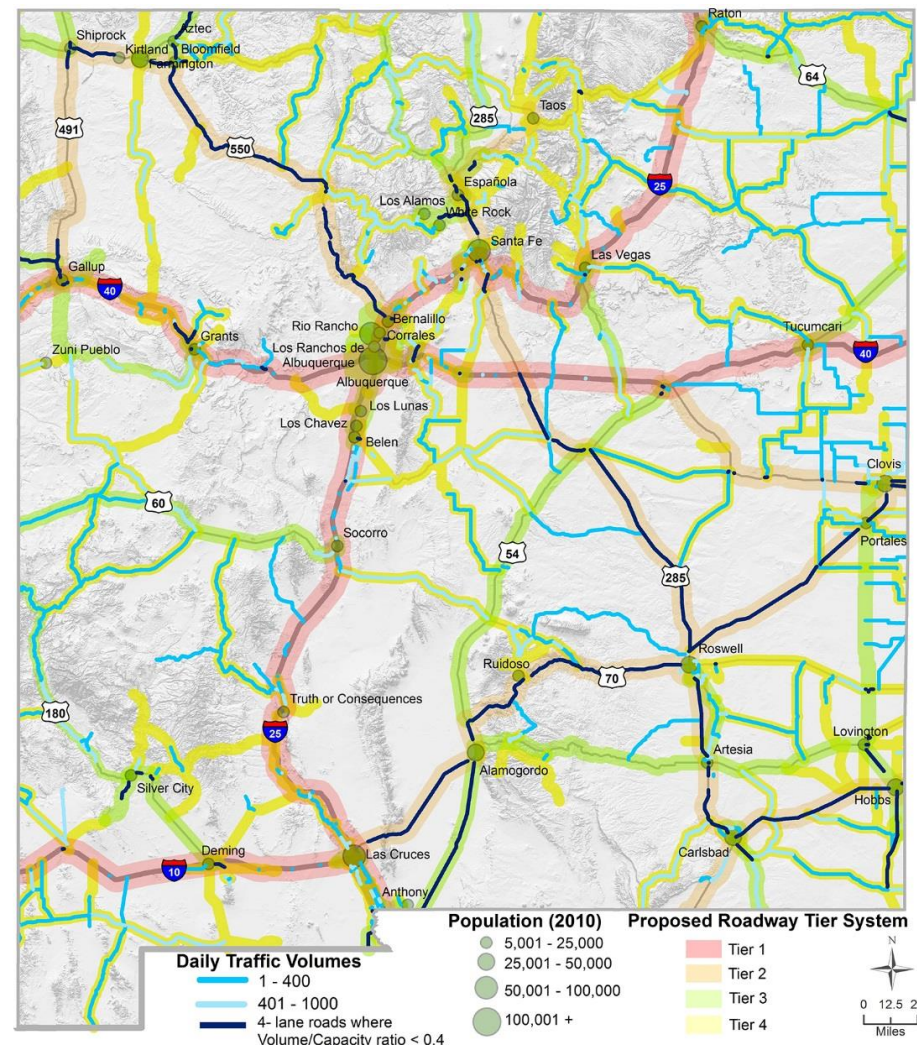 Raton
Aztec
Shiprock
Kirtland
Bloomfield
Farmington
64
Taos
285
491
550
25
Española
Los Alamos
White Rock
Santa Fe
Las Vegas
Gallup
40
Bernalillo
Rio Rancho
Corrales
Tucumcari
Grants
Los Ranchos de
Albuquerque
40
Zuni Pueblo
Albuquerque
Los Lunas
Los Chavez
Belen
Clovis
60
Portales
Socorro
54
285
Roswell
Ruidoso
70
Truth or Consequences
180
25
Lovington
Artesia
Alamogordo
Silver City
Hobbs
Carlsbad
Deming
Las Cruces
10
Anthony
Daily Traffic Volumes
1 - 400
401 - 1000
4- lane roads where
Volume/Capacity ratio < 0.4
Population (2010)
5,001 - 25,000
25,001 - 50,000
50,001 - 100,000
100,001 +
Proposed Roadway Tier System
Tier 1
Tier 2
Tier 3
Tier 4
N
0 12.5 2
Miles